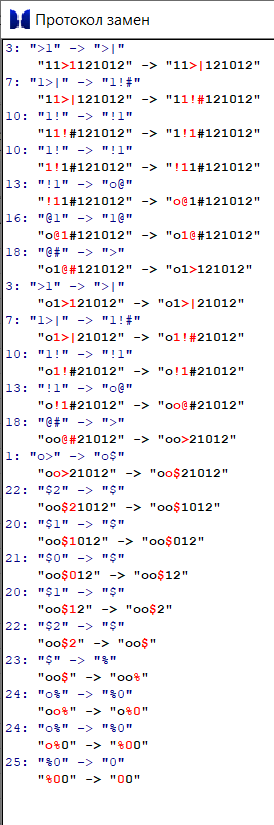 Протокол замен
3: ">1" -> ">|"
"11>1121012" -> "11>|121012"
7: "1>|" -> "1!#"
"11>|121012" -> "11!#121012"
10: "1!" -> "!1"
"11!#121012" -> "1!1#121012"
10: "1!" -> "!1"
"1!1#121012" -> "!11#121012"
13: "!1" -> "o@"
"!11#121012" -> "o@1#121012"
16: "@1" -> "1@"
"o@1#121012" -> "o1@#121012"
18: "@#" -> ">"
"o1@#121012" -> "o1>121012"
3: ">1" -> ">|"
"o1>121012" -> "o1>|21012"
7: "1>|" -> "1!#"
"o1>|21012" -> "o1!#21012"
10: "1!" -> "!1"
"o1!#21012" -> "o!1#21012"
13: "!1" -> "o@"
"o!1#21012" -> "oo@#21012"
18: "@#" -> ">"
"oo@#21012" -> "oo>21012"
1: "o>" -> "o$"
"oo>21012" -> "oo$21012"
22: "$2" -> "$"
"oo$21012" -> "oo$1012"
20: "$1" -> "$"
"oo$1012" -> "oo$012"
21: "$0" -> "$"
"oo$012" -> "oo$12"
20: "$1" -> "$"
"oo$12" -> "oo$2"
22: "$2" -> "$"
"oo$2" -> "oo$"
23: "$" -> "%"
"oo$" -> "oo%"
24: "o%" -> "%0"
"oo%" -> "o%0"
24: "o%" -> "%0"
"o%0" -> "%00"
25: "%0" -> "0"
"%00" -> "00"